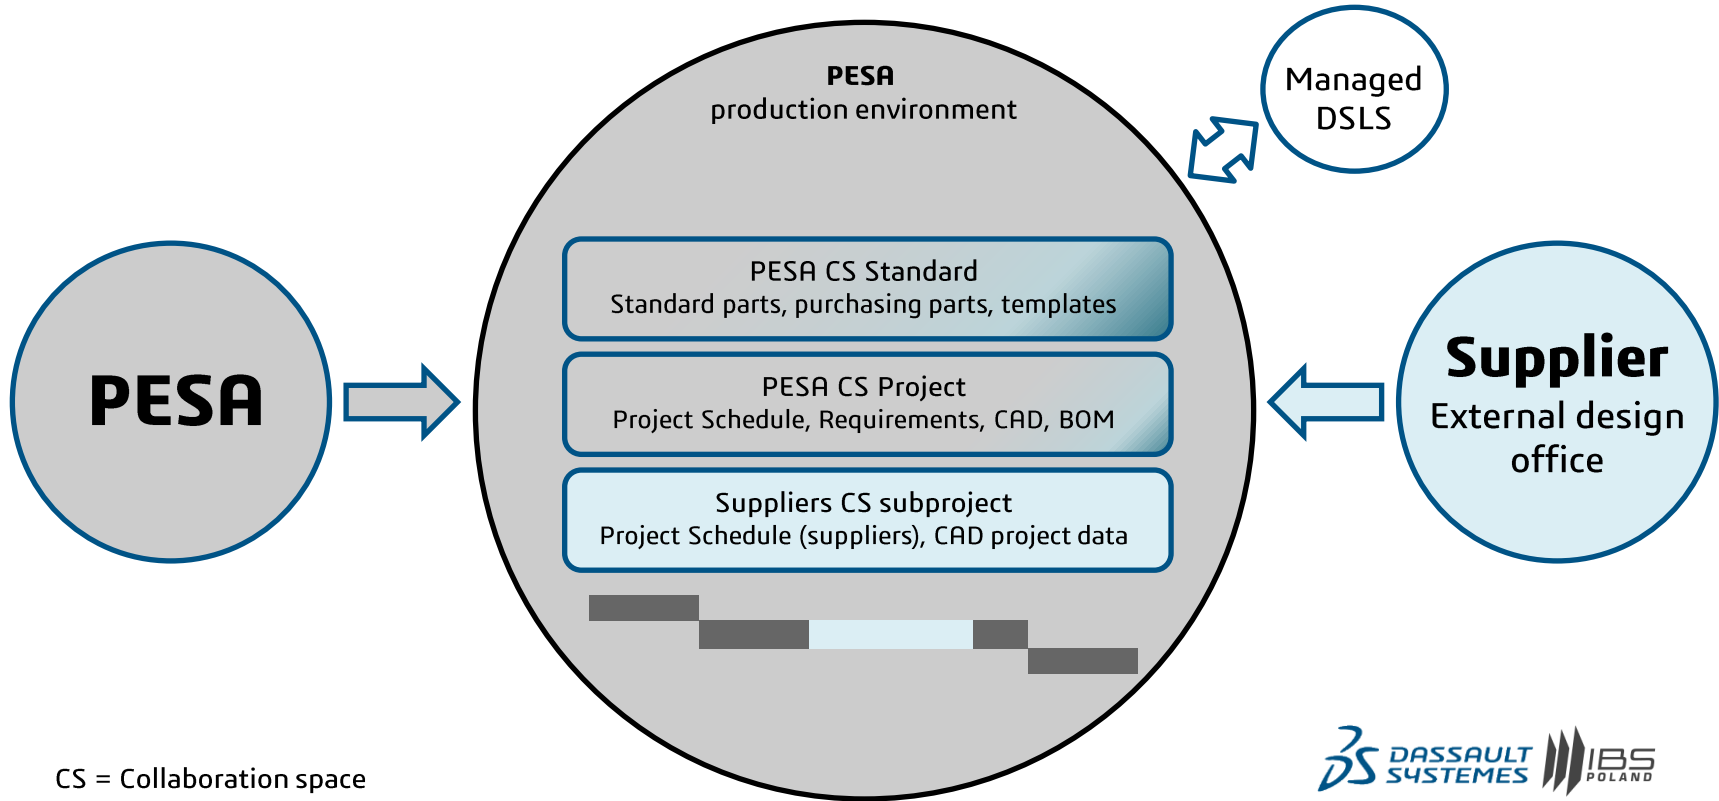 PESA
production environment
Managed
DSLS
PESA CS Standard
Standard parts, purchasing parts, templates
PESA CS Project
Project Schedule, Requirements, CAD, BOM
Suppliers CS subproject
Project Schedule (suppliers), CAD project data
PESA
Supplier
External design
office
CS = Collaboration space
DASSAULT
SYSTEMES
IBS
POLAND